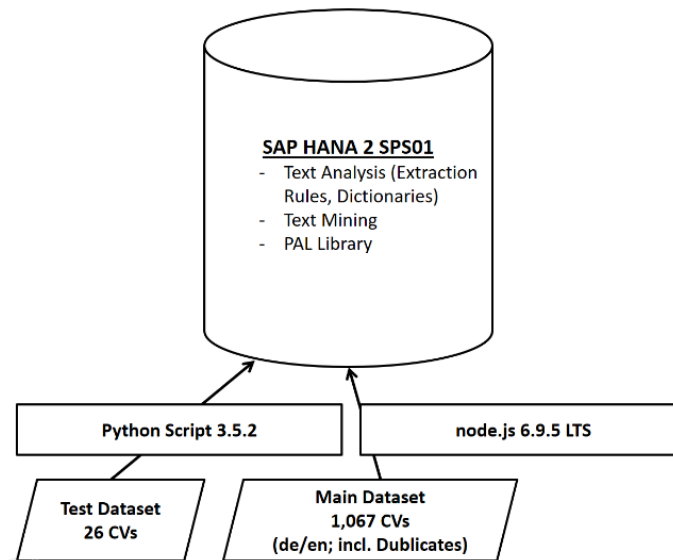 SAP HANA 2 SPS01
- Text Analysis (Extraction
Rules, Dictionaries)
- Text Mining
- PAL Library
Python Script 3.5.2
node.js 6.9.5 LTS
Test Dataset
26 CVs
Main Dataset
1,067 CVs
(de/en; incl. Dublicates)